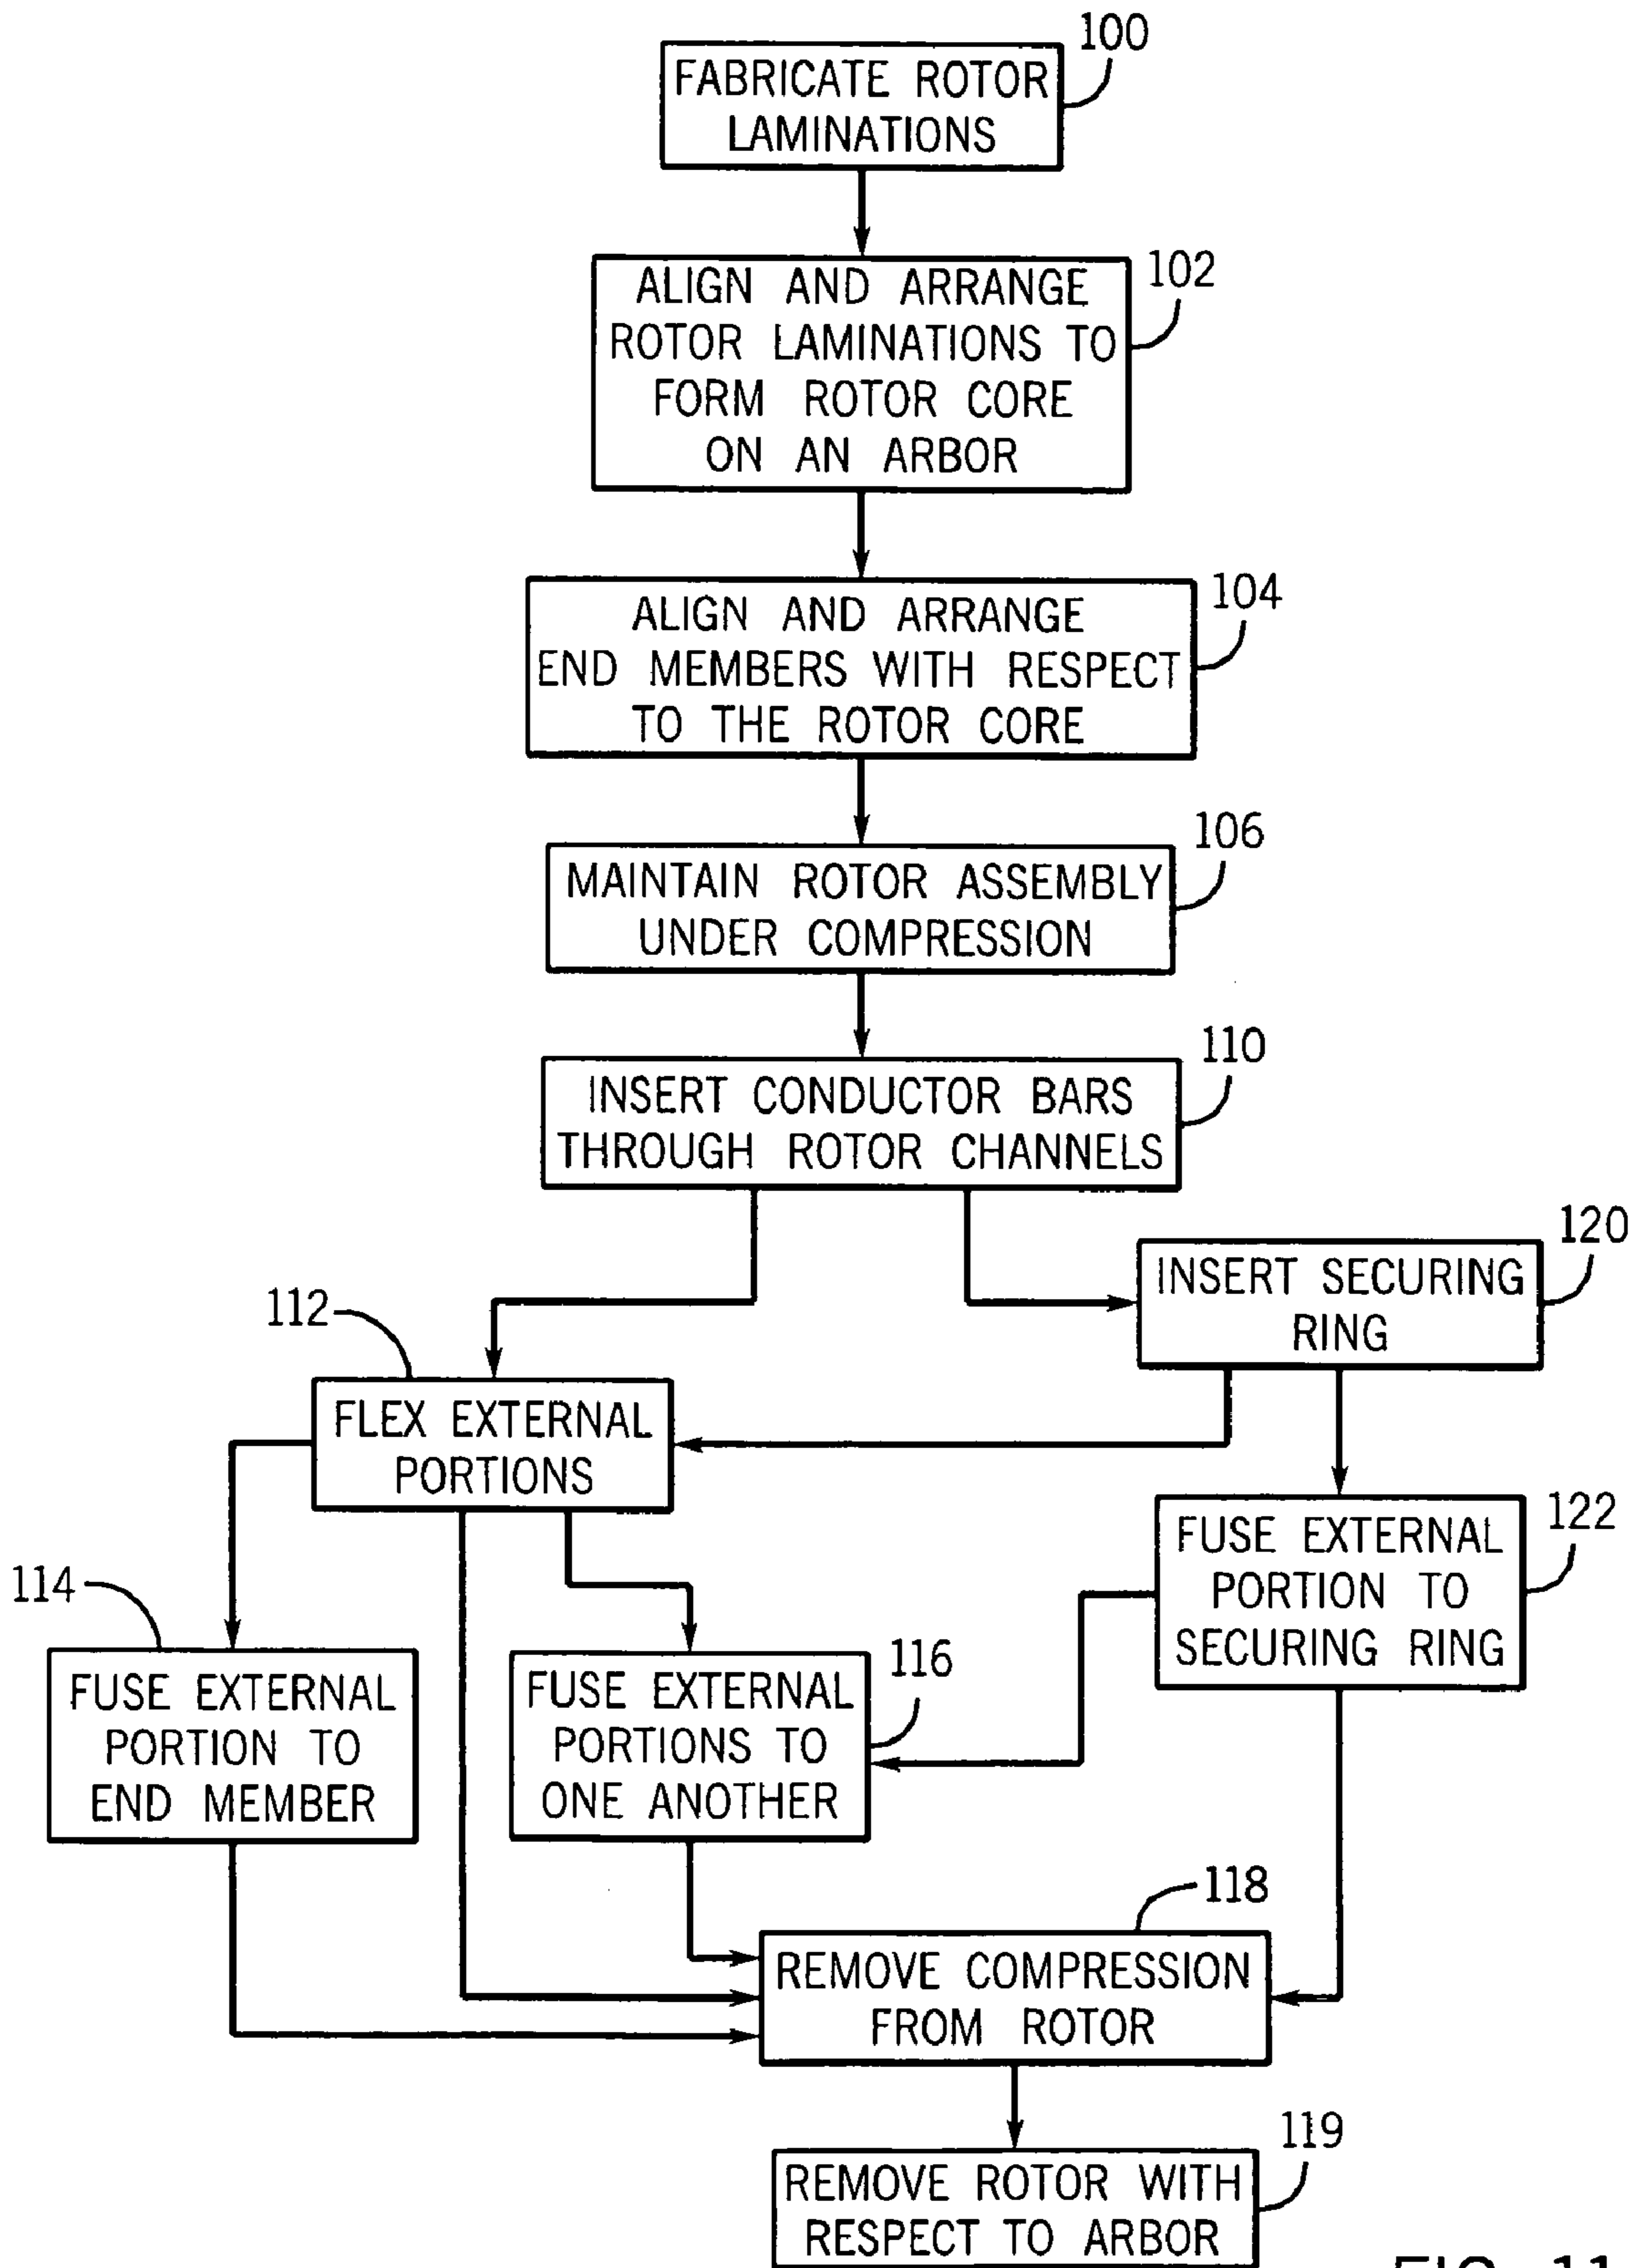 100
FABRICATE ROTOR
LAMINATIONS
102
ALIGN AND ARRANGE
ROTOR LAMINATIONS TO
FORM ROTOR CORE
ON AN ARBOR
104
ALIGN AND ARRANGE
END MEMBERS WITH RESPECT
TO THE ROTOR CORE
106
MAINTAIN ROTOR ASSEMBLY
UNDER COMPRESSION
110
INSERT CONDUCTOR BARS
THROUGH ROTOR CHANNELS
120
INSERT SECURING
RING
112
FLEX EXTERNAL
PORTIONS
122
FUSE EXTERNAL
PORTION TO
SECURING RING
114
FUSE EXTERNAL
PORTION TO
END MEMBER
116
FUSE EXTERNAL
PORTIONS TO
ONE ANOTHER
118
REMOVE COMPRESSION
FROM ROTOR
119
REMOVE ROTOR WITH
RESPECT TO ARBOR
FIG. 11